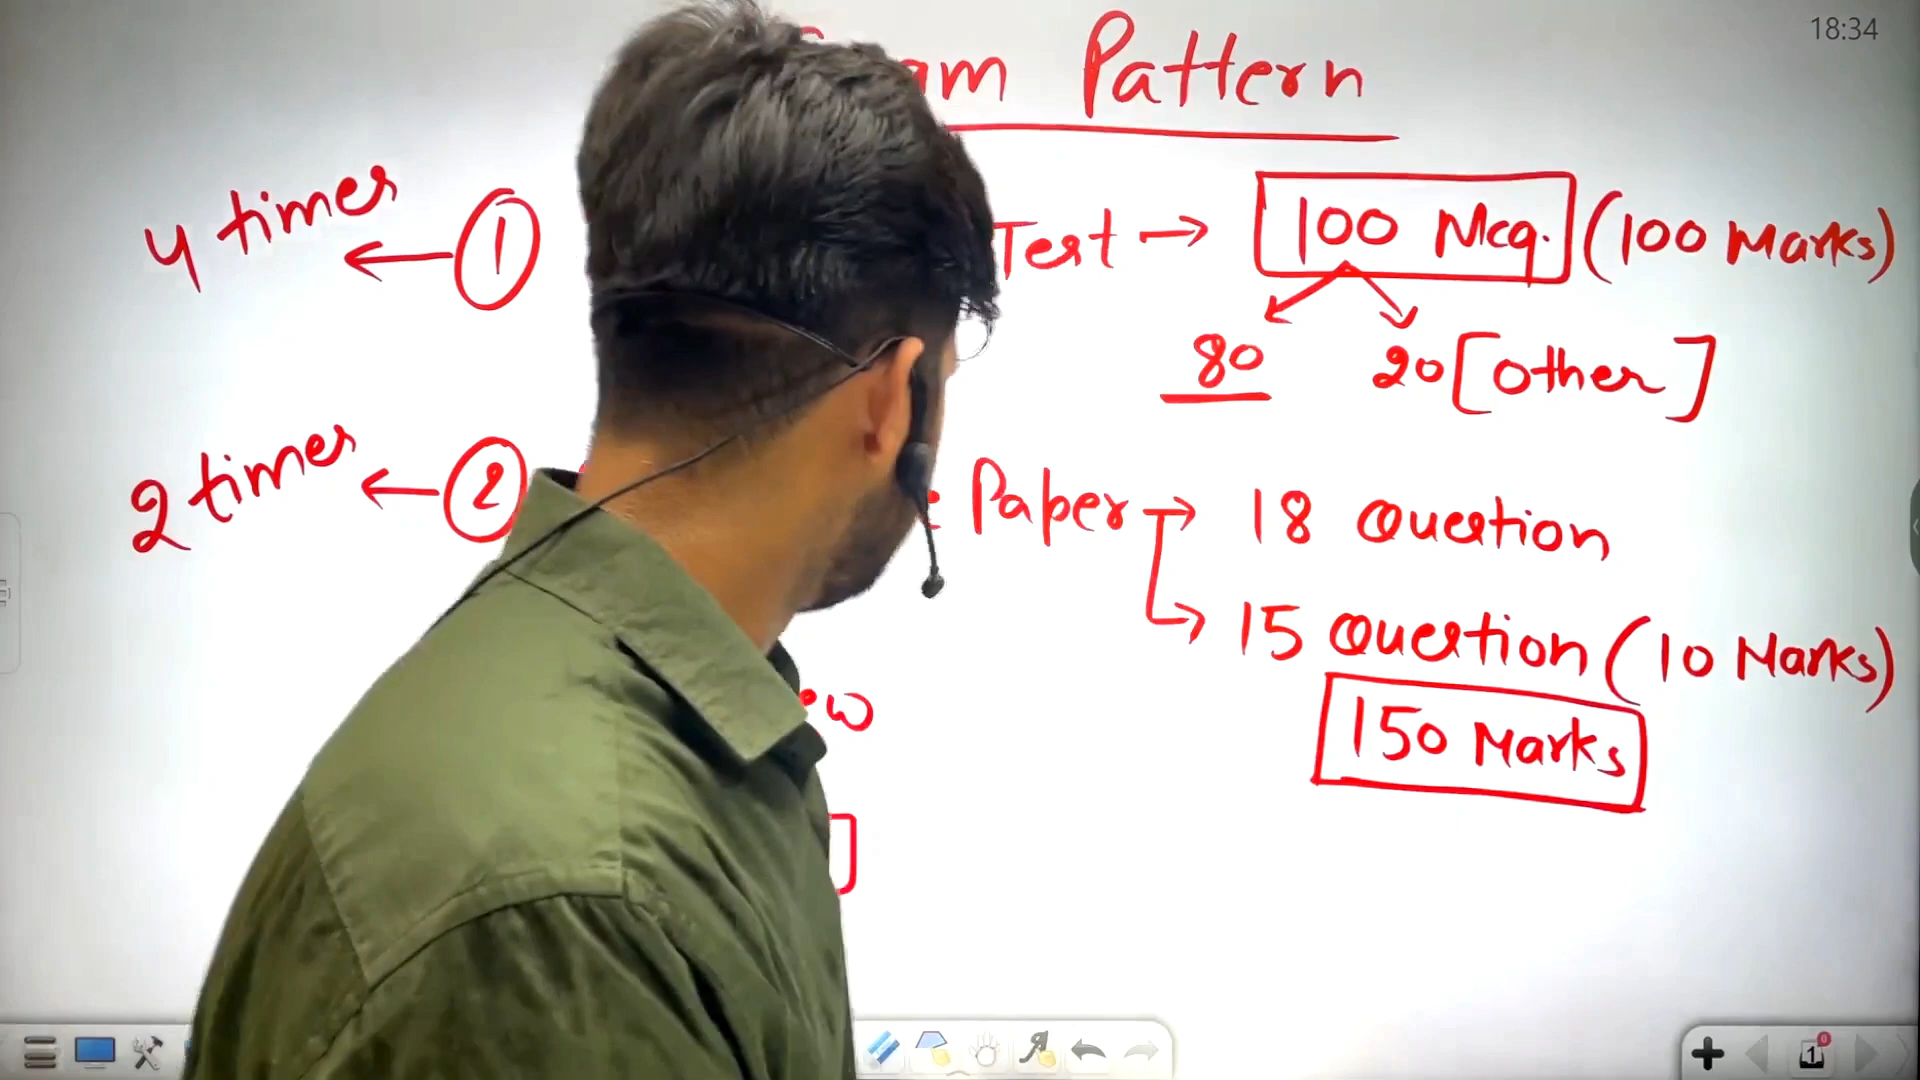 18:34
Pattern
4 times ← 1 Test → 100 Mcq. (100 Marks)
80 20 [Other]
2 times ← 2 Paper → 18 Question
→ 15 Question (10 Marks)
150 Marks
1